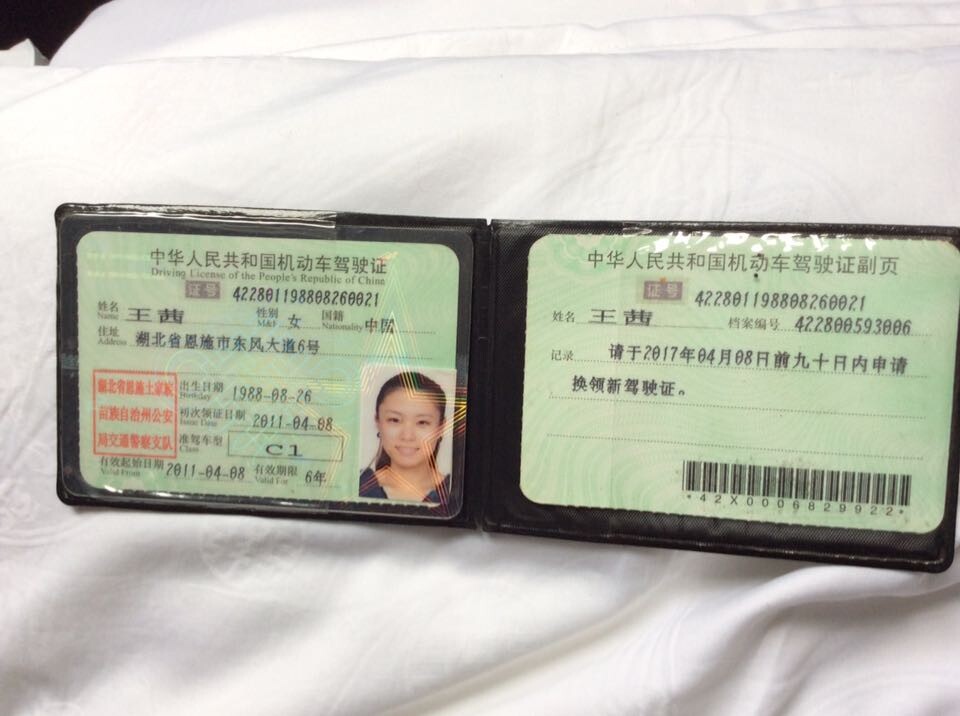 中华人民共和国机动车驾驶证
Driving License of the People's Republic of China
证号 422801198808260021
姓名 Name 王茜 性别 M&F 女 国籍 Nationality 中国
住址 Address 湖北省恩施市东风大道6号
湖北省恩施土家族
苗族自治州公安
局交通警察支队
出生日期 Birthday 1988-08-26
初次领证日期 Issue Date 2011-04-08
准驾车型 Class C1
有效起始日期 Valid From 2011-04-08 有效期限 Valid For 6年
中华人民共和国机动车驾驶证副页
证号 422801198808260021
姓名 王茜 档案编号 422800593006
记录 请于2017年04月08日前九十日内申请
换领新驾驶证。
*42X0006829922*